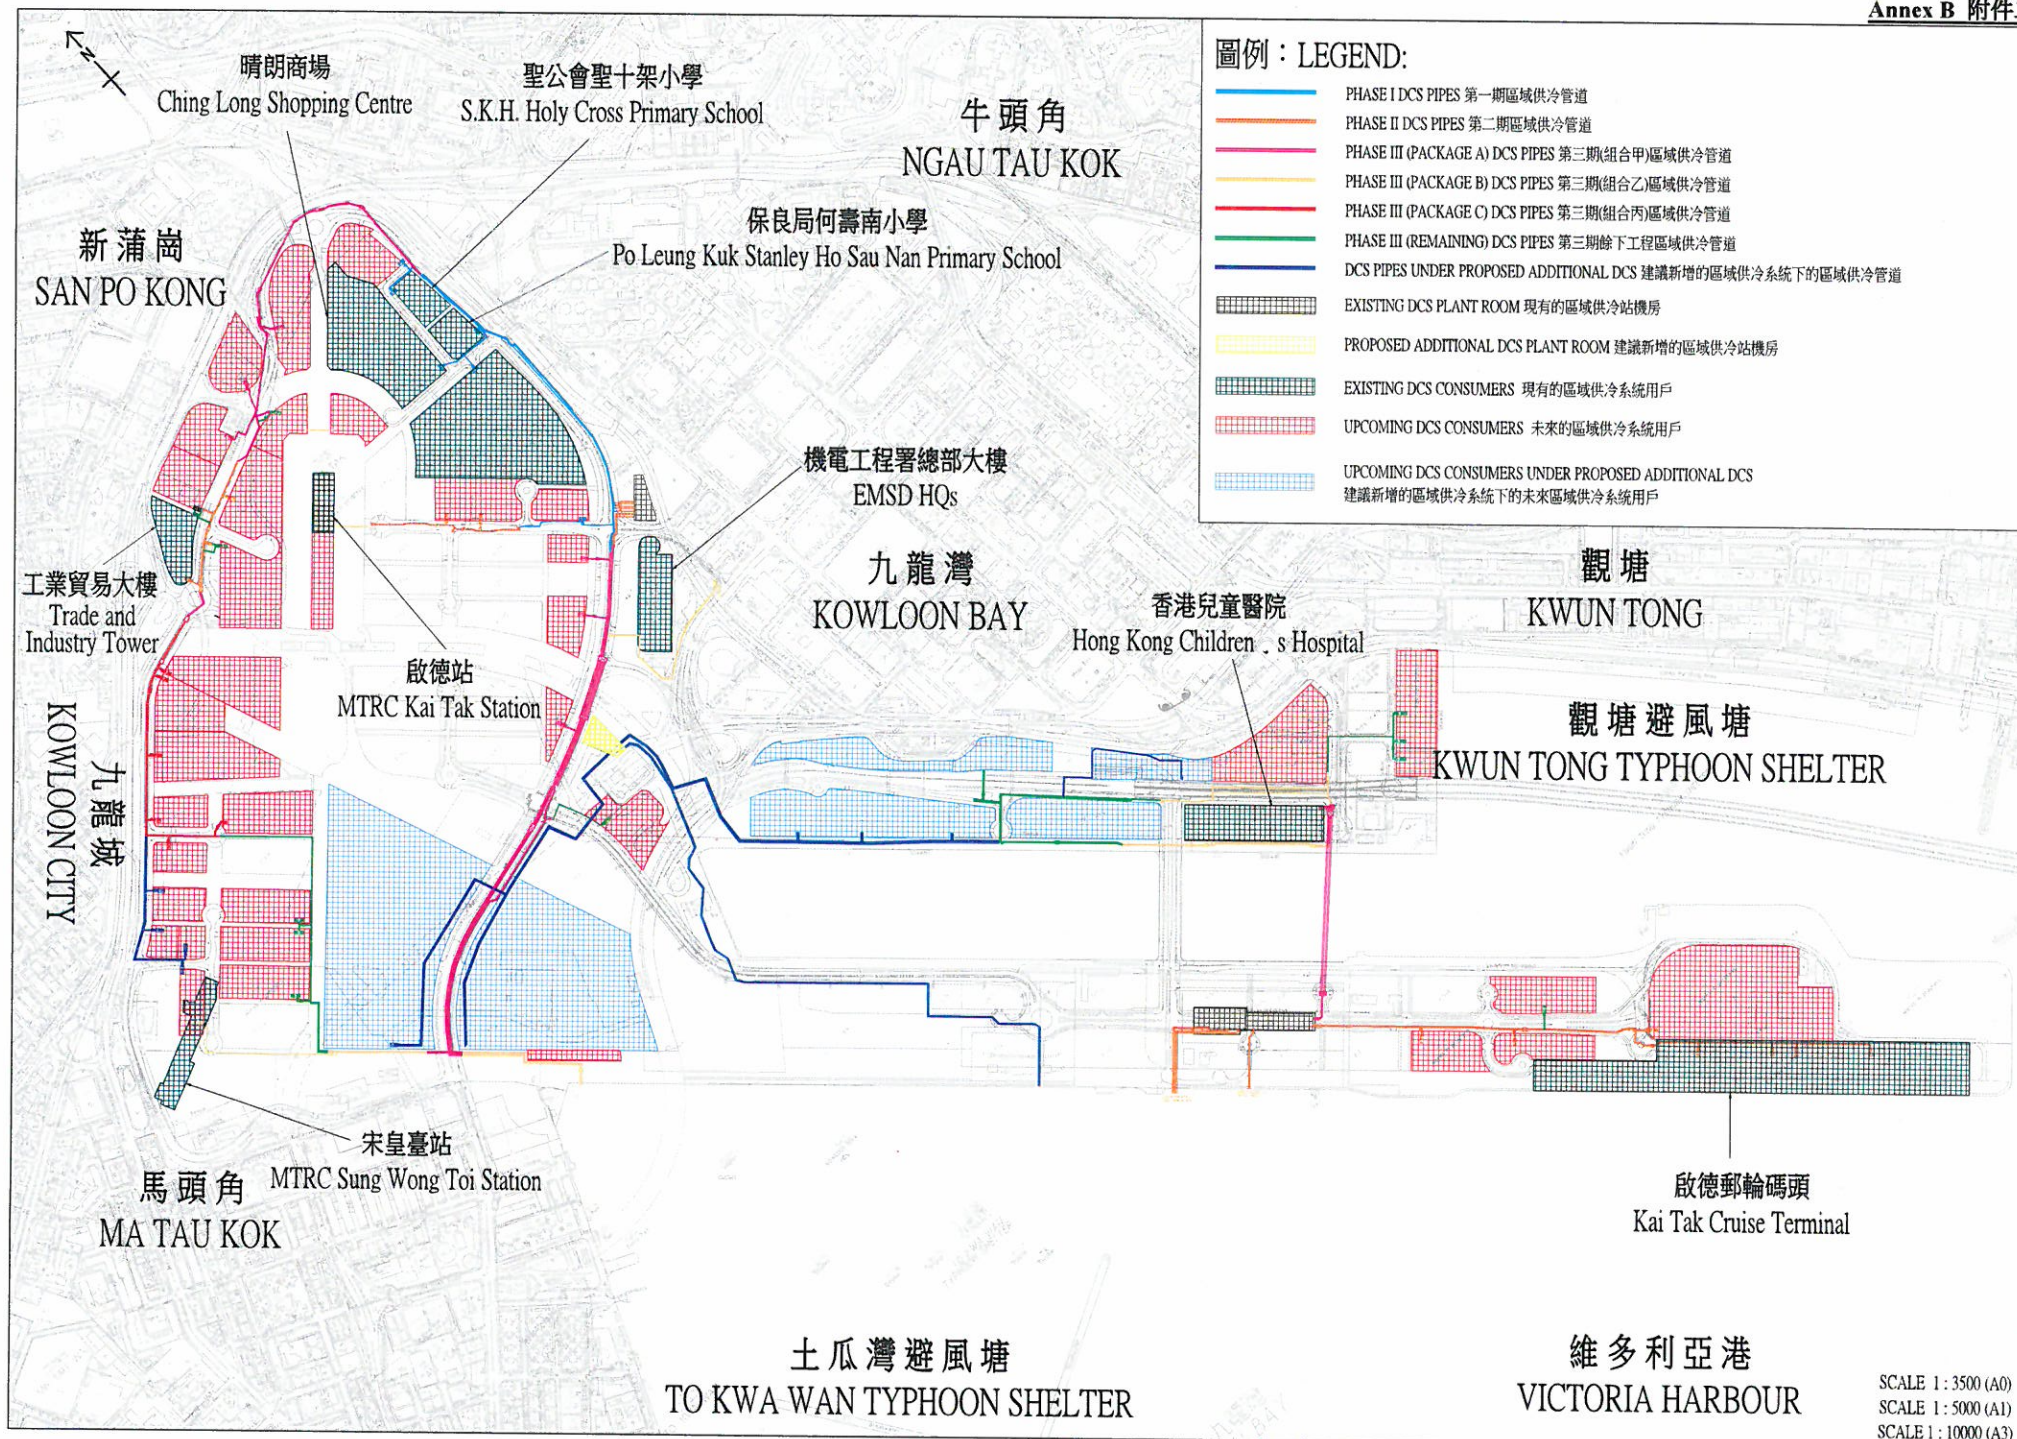 Annex B 附件
圖例：LEGEND:
PHASE I DCS PIPES 第一期區域供冷管道
PHASE II DCS PIPES 第二期區域供冷管道
PHASE III (PACKAGE A) DCS PIPES 第三期(組合甲)區域供冷管道
PHASE III (PACKAGE B) DCS PIPES 第三期(組合乙)區域供冷管道
PHASE III (PACKAGE C) DCS PIPES 第三期(組合丙)區域供冷管道
PHASE III (REMAINING) DCS PIPES 第三期餘下工程區域供冷管道
DCS PIPES UNDER PROPOSED ADDITIONAL DCS 建議新增的區域供冷系統下的區域供冷管道
EXISTING DCS PLANT ROOM 現有的區域供冷站機房
PROPOSED ADDITIONAL DCS PLANT ROOM 建議新增的區域供冷站機房
EXISTING DCS CONSUMERS 現有的區域供冷系統用戶
UPCOMING DCS CONSUMERS 未來的區域供冷系統用戶
UPCOMING DCS CONSUMERS UNDER PROPOSED ADDITIONAL DCS
建議新增的區域供冷系統下的未來區域供冷系統用戶
N
晴朗商場
Ching Long Shopping Centre
聖公會聖十架小學
S.K.H. Holy Cross Primary School
牛頭角
NGAU TAU KOK
保良局何壽南小學
Po Leung Kuk Stanley Ho Sau Nan Primary School
新蒲崗
SAN PO KONG
機電工程署總部大樓
EMSD HQs
九龍灣
KOWLOON BAY
觀塘
KWUN TONG
工業貿易大樓
Trade and
Industry Tower
香港兒童醫院
Hong Kong Children . s Hospital
啟德站
MTRC Kai Tak Station
觀塘避風塘
KWUN TONG TYPHOON SHELTER
九龍城
KOWLOON CITY
宋皇臺站
MTRC Sung Wong Toi Station
馬頭角
MA TAU KOK
啟德郵輪碼頭
Kai Tak Cruise Terminal
土瓜灣避風塘
TO KWA WAN TYPHOON SHELTER
維多利亞港
VICTORIA HARBOUR
SCALE 1 : 3500 (A0)
SCALE 1 : 5000 (A1)
SCALE 1 : 10000 (A3)